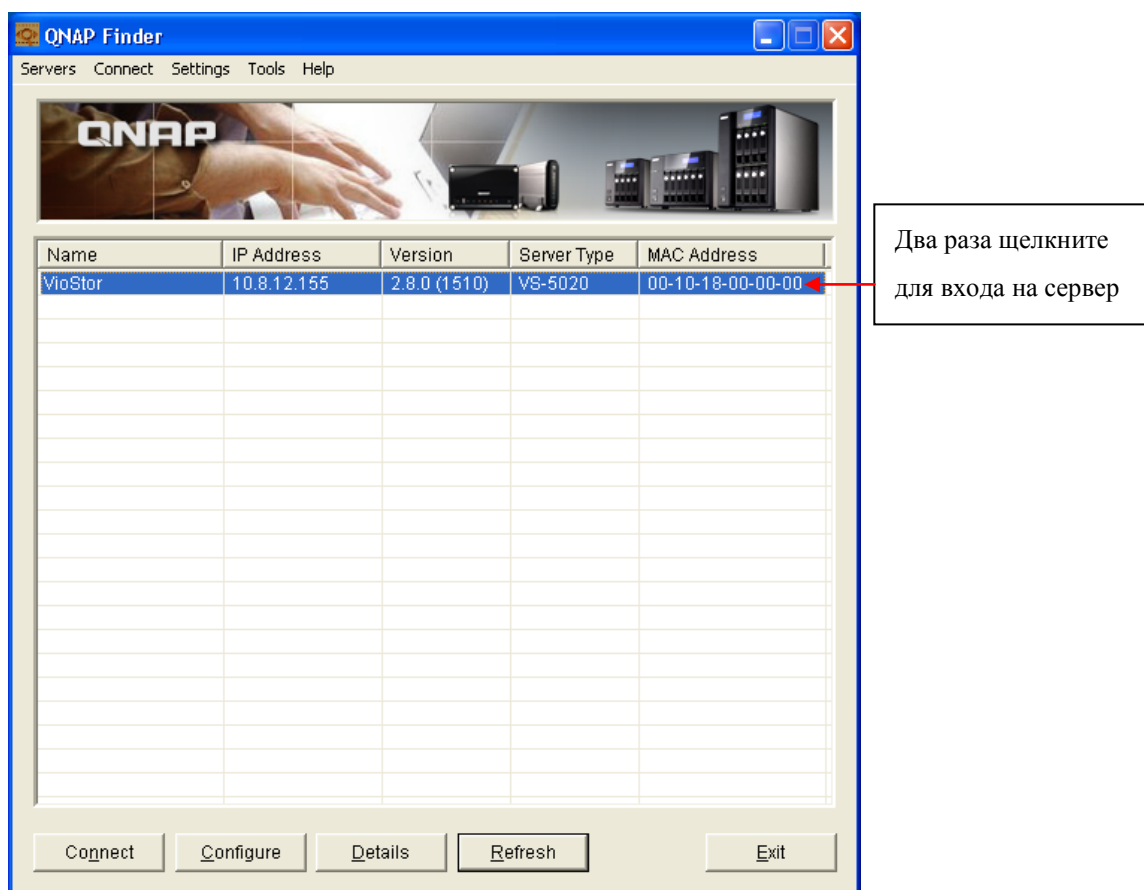 QNAP Finder
Servers Connect Settings Tools Help
QNAP
Name IP Address Version Server Type MAC Address
VioStor 10.8.12.155 2.8.0 (1510) VS-5020 00-10-18-00-00-00
Два раза щелкните
для входа на сервер
Connect Configure Details Refresh Exit